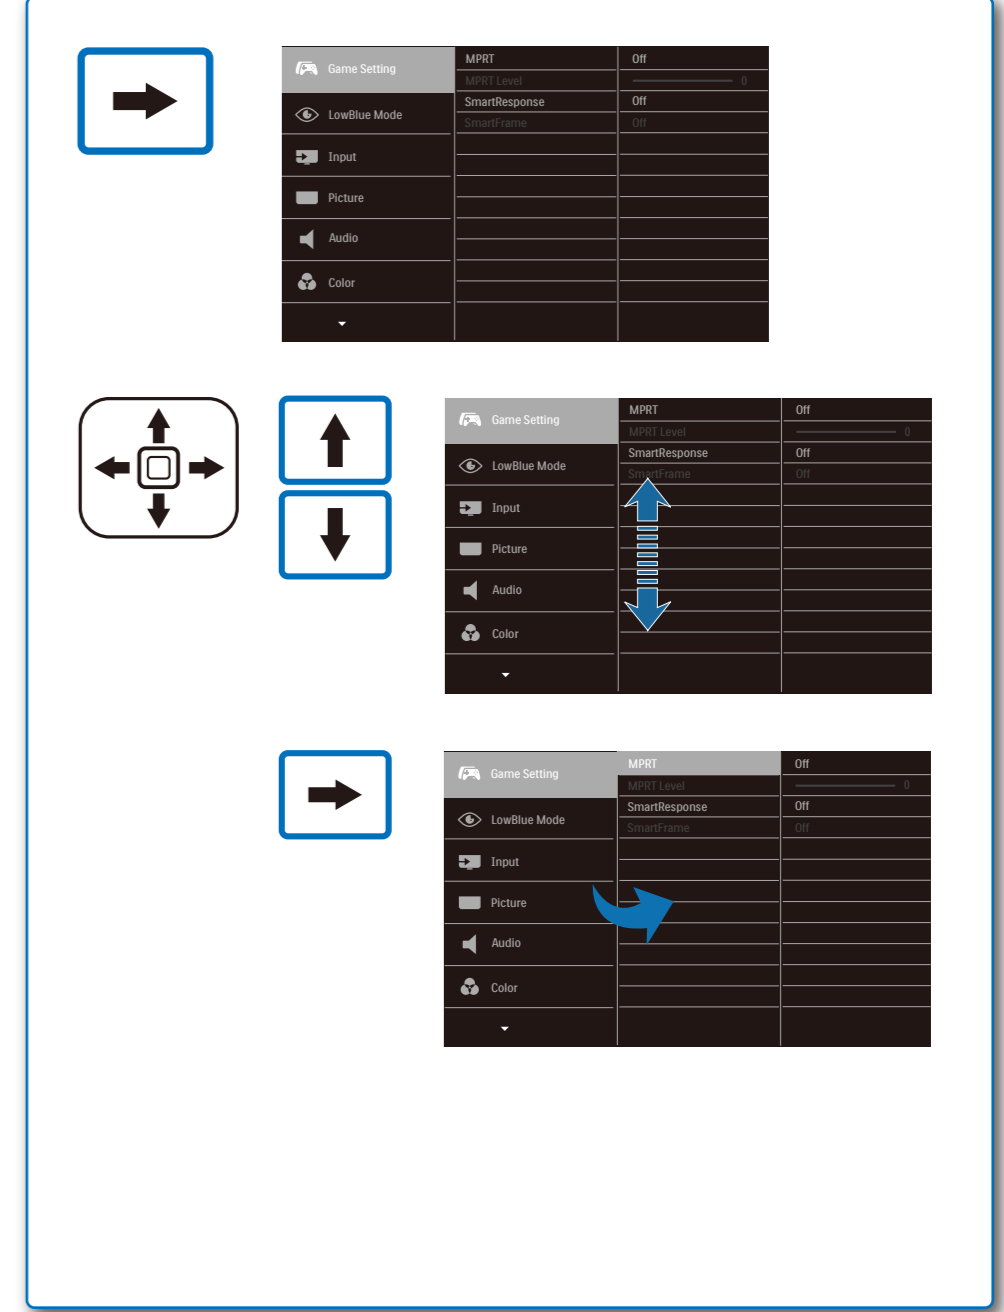 Game Setting
MPRT Off
MPRT Level 0
SmartResponse Off
SmartFrame Off
LowBlue Mode
Input
Picture
Audio
Color
Game Setting
MPRT Off
MPRT Level 0
SmartResponse Off
SmartFrame Off
LowBlue Mode
Input
Picture
Audio
Color
Game Setting
MPRT Off
MPRT Level 0
SmartResponse Off
SmartFrame Off
LowBlue Mode
Input
Picture
Audio
Color